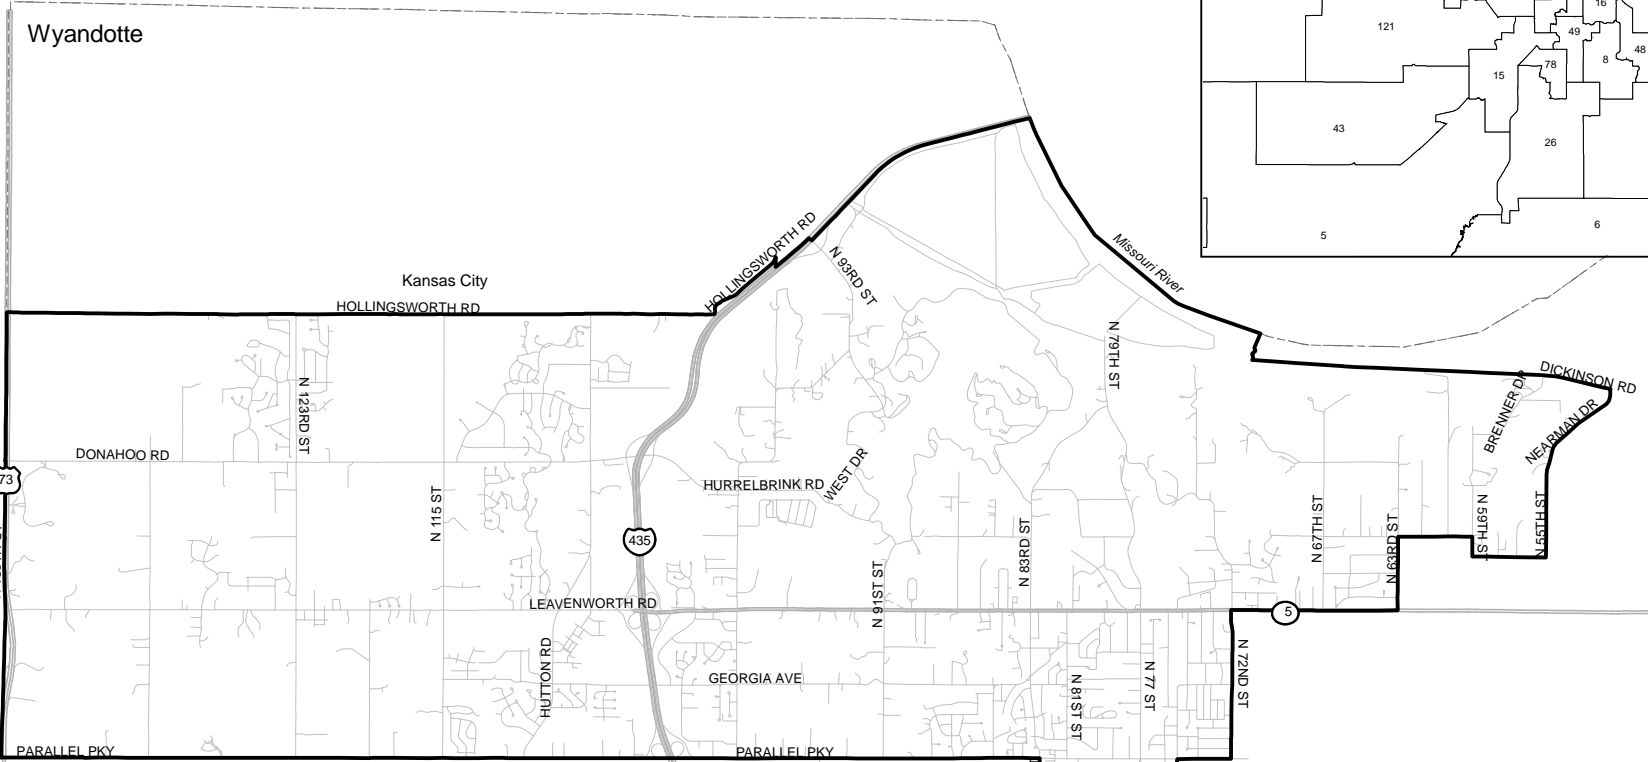 Wyandotte
16
121
49
48
78
8
15
43
26
6
5
Missouri River
HOLLINGSWORTH RD
N 93RD ST
Kansas City
HOLLINGSWORTH RD
N 79TH ST
DICKINSON RD
BRENNER DR
NEARMAN DR
N 123RD ST
DONAHOO RD
73
HURRELBRINK RD
WEST DR
N 115 ST
N 67TH ST
N 63RD ST
N 59TH ST
N 55TH ST
435
N 83RD ST
N 91ST ST
LEAVENWORTH RD
5
HUTTON RD
GEORGIA AVE
N 81ST ST
N 77 ST
N 72ND ST
PARALLEL PKY
PARALLEL PKY